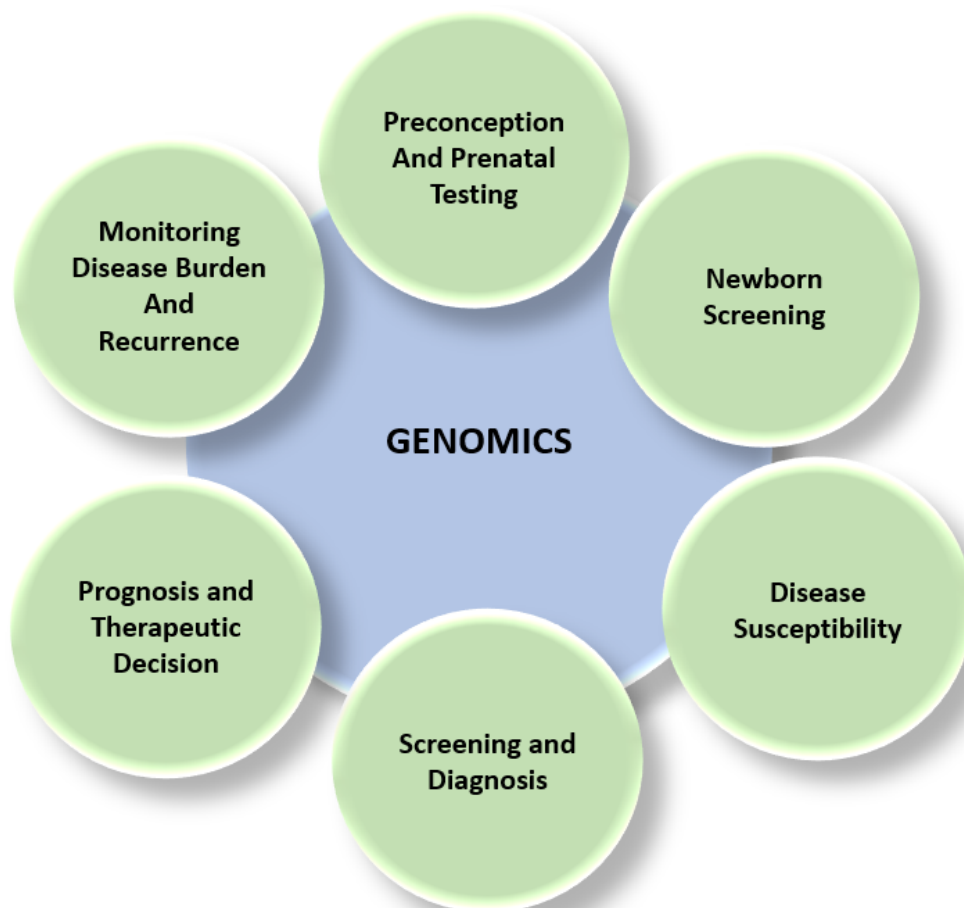 Preconception
And Prenatal
Testing
Newborn
Screening
Disease
Susceptibility
Screening and
Diagnosis
Prognosis and
Therapeutic
Decision
Monitoring
Disease Burden
And
Recurrence
GENOMICS